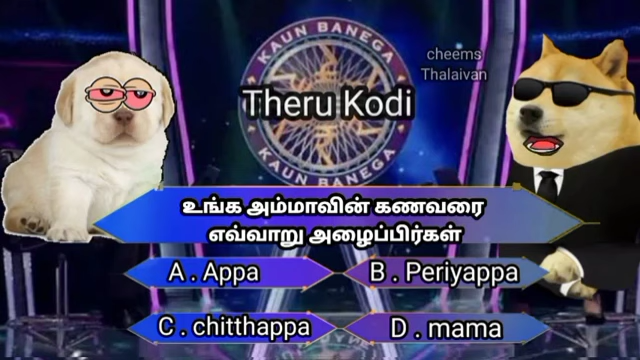 KAUN BANEGA
cheems
Thalaivan
Theru Kodi
KAUN BANEGA
உங்க அம்மாவின் கணவரை
எவ்வாறு அழைப்பிர்கள்
A . Appa
B . Periyappa
C . chitthappa
D . mama